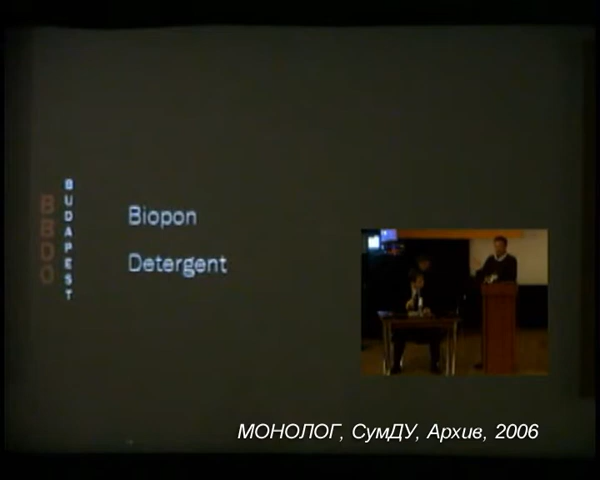 BBDO
BUDAPEST
Biopon
Detergent
МОНОЛОГ, СумДУ, Архив, 2006